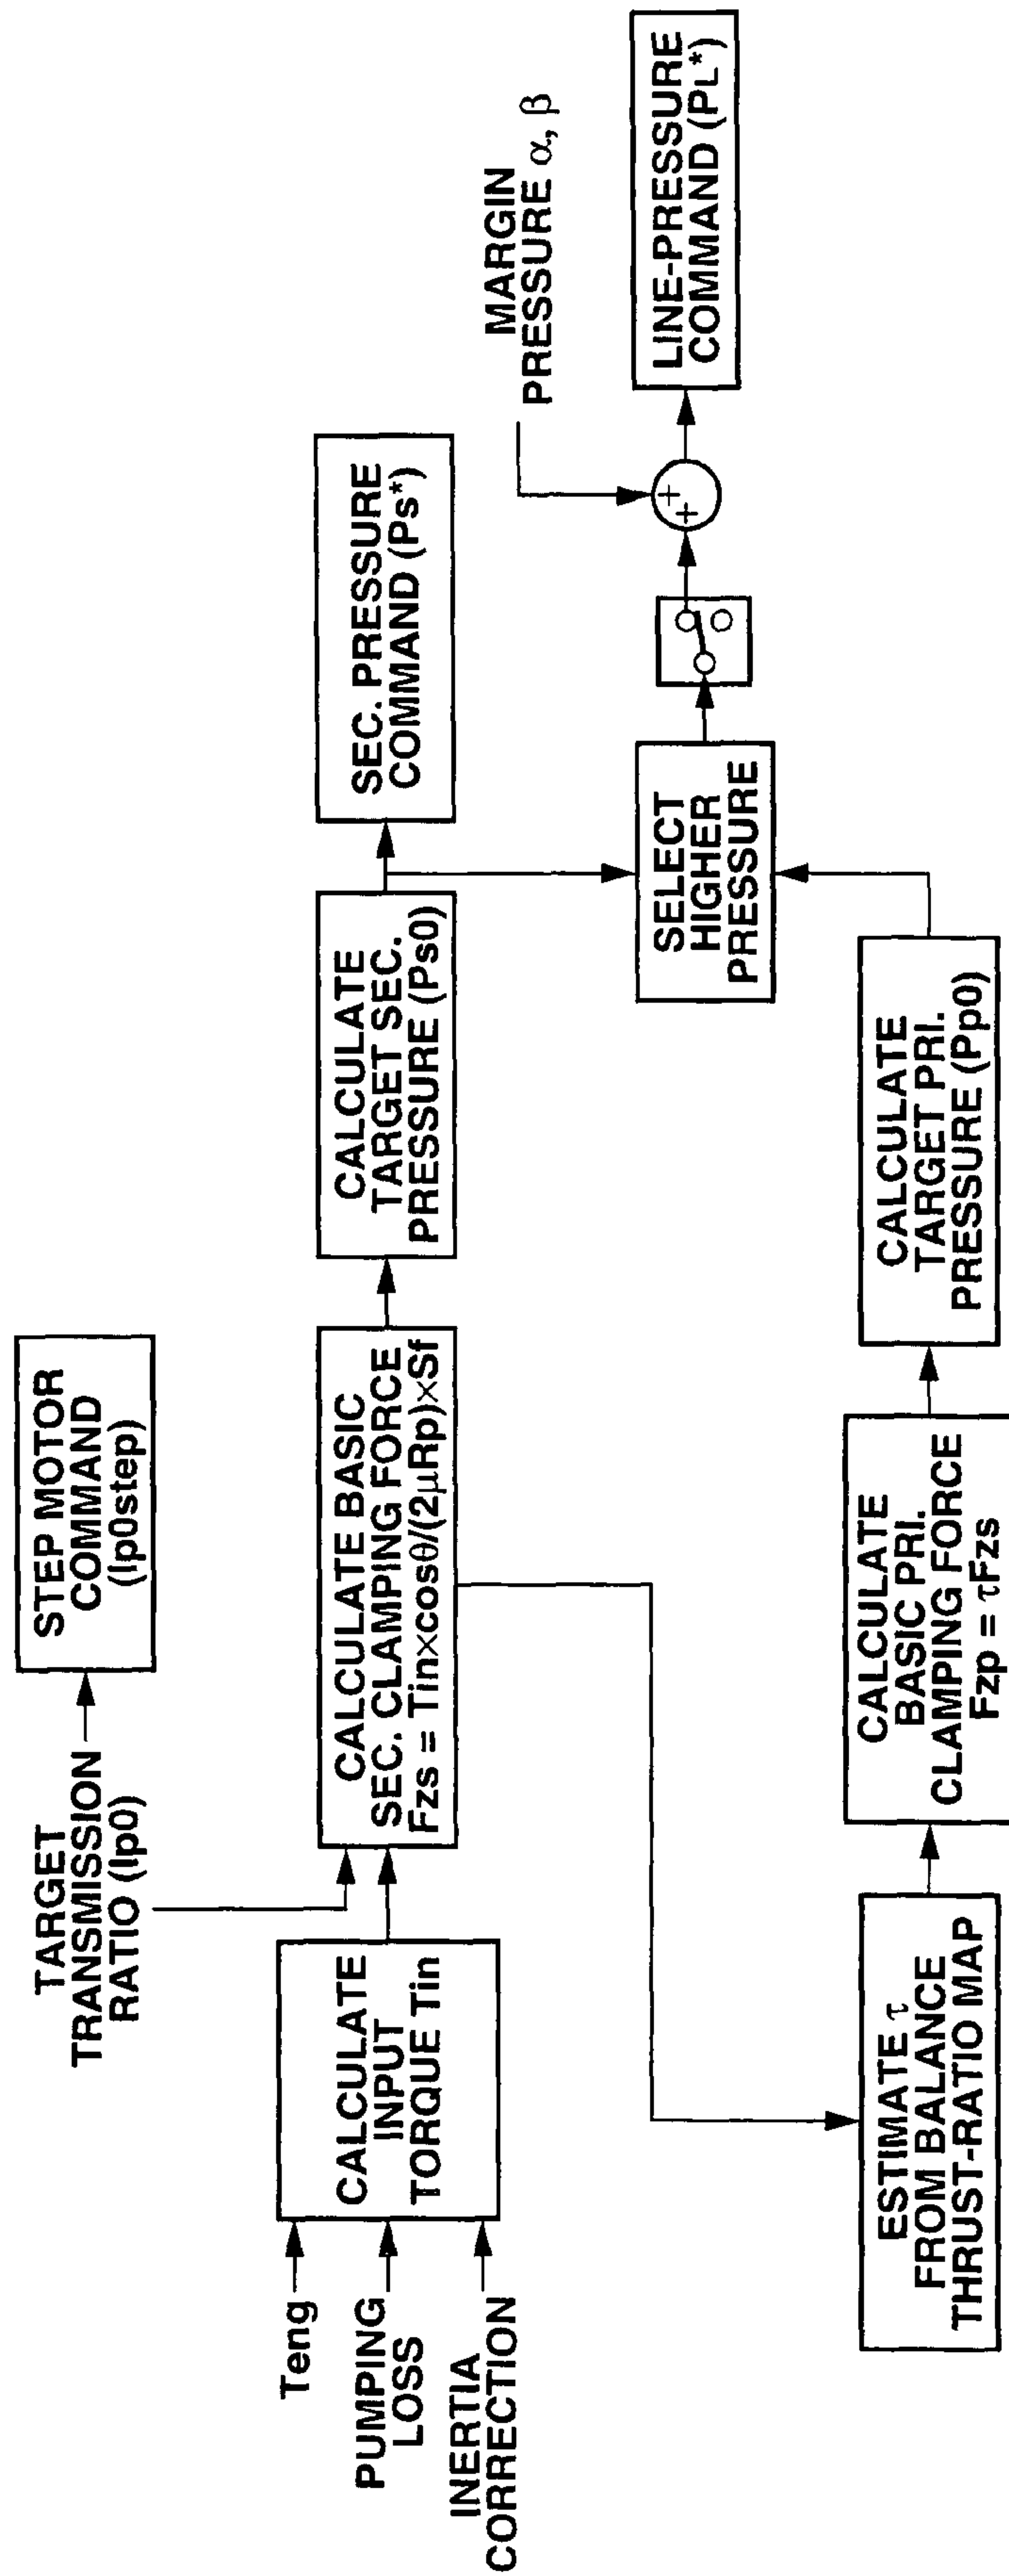 TARGET
TRANSMISSION
RATIO (Ip0)
STEP MOTOR
COMMAND
(Ip0step)
Teng
PUMPING
LOSS
INERTIA
CORRECTION
CALCULATE
INPUT
TORQUE Tin
CALCULATE BASIC
SEC. CLAMPING FORCE
Fzs = Tin×cosθ/(2μRp)×Sf
CALCULATE
TARGET SEC.
PRESSURE (Ps0)
SEC. PRESSURE
COMMAND (Ps*)
MARGIN
PRESSURE α, β
SELECT
HIGHER
PRESSURE
+
+
LINE-PRESSURE
COMMAND (PL*)
ESTIMATE τ
FROM BALANCE
THRUST-RATIO MAP
CALCULATE
BASIC PRI.
CLAMPING FORCE
Fzp = τFzs
CALCULATE
TARGET PRI.
PRESSURE (Pp0)